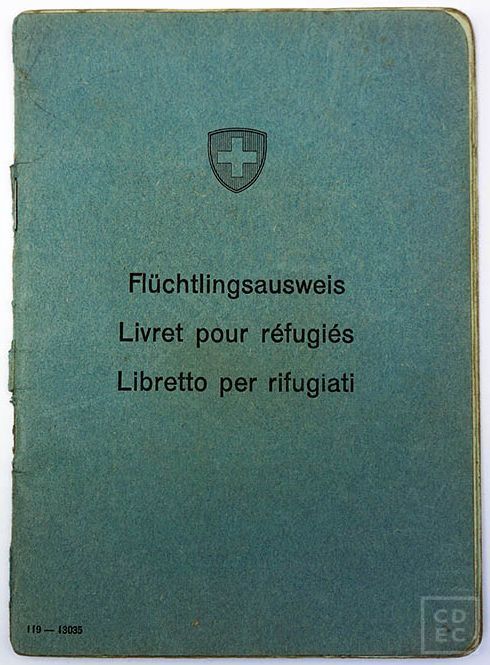 Flüchtlingsausweis
Livret pour réfugiés
Libretto per rifugiati
119 — 13035
CD
EC